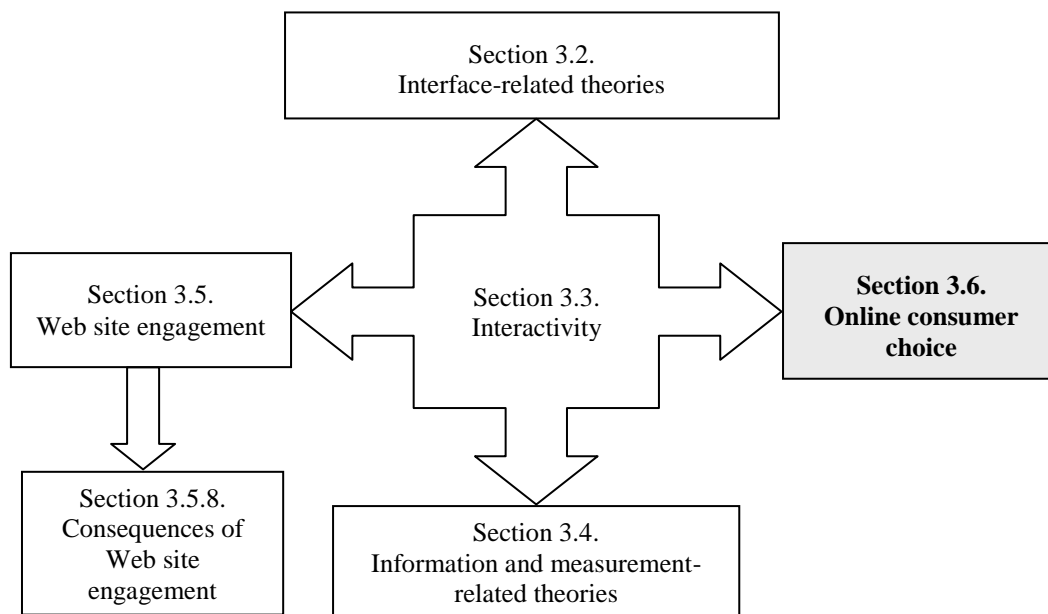 Section 3.2.
Interface-related theories
Section 3.5.
Web site engagement
Section 3.3.
Interactivity
Section 3.6.
Online consumer
choice
Section 3.5.8.
Consequences of
Web site
engagement
Section 3.4.
Information and measurement-
related theories